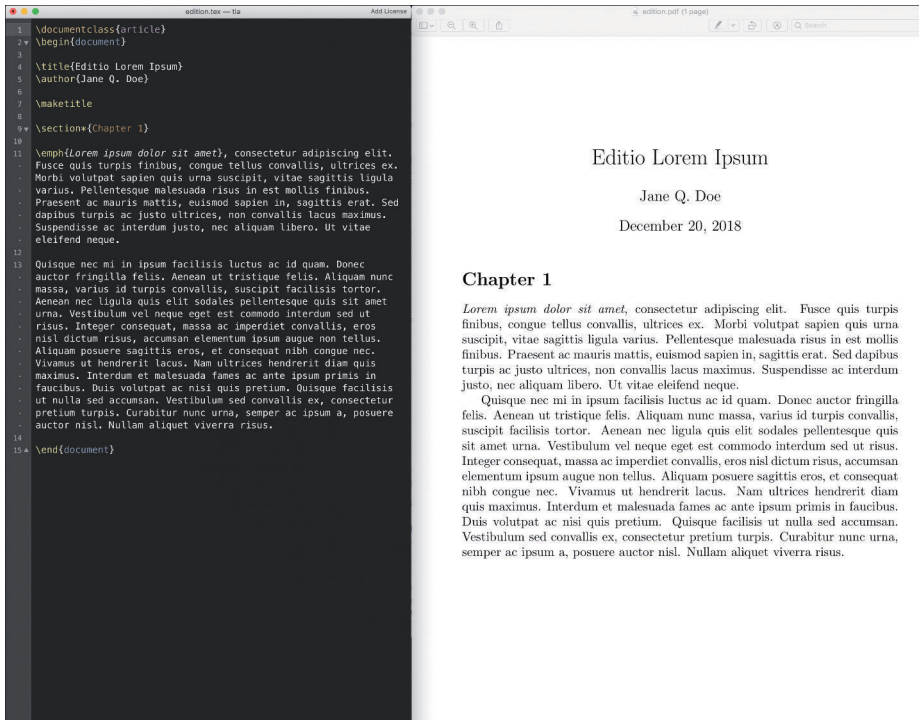 edition.tex — tia
Add License
1 \documentclass{article}
2 \begin{document}
3
4 \title{Editio Lorem Ipsum}
5 \author{Jane Q. Doe}
6
7 \maketitle
8
9 \section*{Chapter 1}
10
11 \emph{Lorem ipsum dolor sit amet}, consectetur adipiscing elit.
Fusce quis turpis finibus, congue tellus convallis, ultrices ex.
Morbi volutpat sapien quis urna suscipit, vitae sagittis ligula
varius. Pellentesque malesuada risus in est mollis finibus.
Praesent ac mauris mattis, euismod sapien in, sagittis erat. Sed
dapibus turpis ac justo ultrices, non convallis lacus maximus.
Suspendisse ac interdum justo, nec aliquam libero. Ut vitae
eleifend neque.
12
13 Quisque nec mi in ipsum facilisis luctus ac id quam. Donec
auctor fringilla felis. Aenean ut tristique felis. Aliquam nunc
massa, varius id turpis convallis, suscipit facilisis tortor.
Aenean nec ligula quis elit sodales pellentesque quis sit amet
urna. Vestibulum vel neque eget est commodo interdum sed ut
risus. Integer consequat, massa ac imperdiet convallis, eros
nisl dictum risus, accumsan elementum ipsum augue non tellus.
Aliquam posuere sagittis eros, et consequat nibh congue nec.
Vivamus ut hendrerit lacus. Nam ultrices hendrerit diam quis
maximus. Interdum et malesuada fames ac ante ipsum primis in
faucibus. Duis volutpat ac nisi quis pretium. Quisque facilisis
ut nulla sed accumsan. Vestibulum sed convallis ex, consectetur
pretium turpis. Curabitur nunc urna, semper ac ipsum a, posuere
auctor nisl. Nullam aliquet viverra risus.
14
15 \end{document}
edition.pdf (1 page)
Search
Editio Lorem Ipsum
Jane Q. Doe
December 20, 2018
Chapter 1
Lorem ipsum dolor sit amet, consectetur adipiscing elit. Fusce quis turpis
finibus, congue tellus convallis, ultrices ex. Morbi volutpat sapien quis urna
suscipit, vitae sagittis ligula varius. Pellentesque malesuada risus in est mollis
finibus. Praesent ac mauris mattis, euismod sapien in, sagittis erat. Sed dapibus
turpis ac justo ultrices, non convallis lacus maximus. Suspendisse ac interdum
justo, nec aliquam libero. Ut vitae eleifend neque.
Quisque nec mi in ipsum facilisis luctus ac id quam. Donec auctor fringilla
felis. Aenean ut tristique felis. Aliquam nunc massa, varius id turpis convallis,
suscipit facilisis tortor. Aenean nec ligula quis elit sodales pellentesque quis
sit amet urna. Vestibulum vel neque eget est commodo interdum sed ut risus.
Integer consequat, massa ac imperdiet convallis, eros nisl dictum risus, accumsan
elementum ipsum augue non tellus. Aliquam posuere sagittis eros, et consequat
nibh congue nec. Vivamus ut hendrerit lacus. Nam ultrices hendrerit diam
quis maximus. Interdum et malesuada fames ac ante ipsum primis in faucibus.
Duis volutpat ac nisi quis pretium. Quisque facilisis ut nulla sed accumsan.
Vestibulum sed convallis ex, consectetur pretium turpis. Curabitur nunc urna,
semper ac ipsum a, posuere auctor nisl. Nullam aliquet viverra risus.